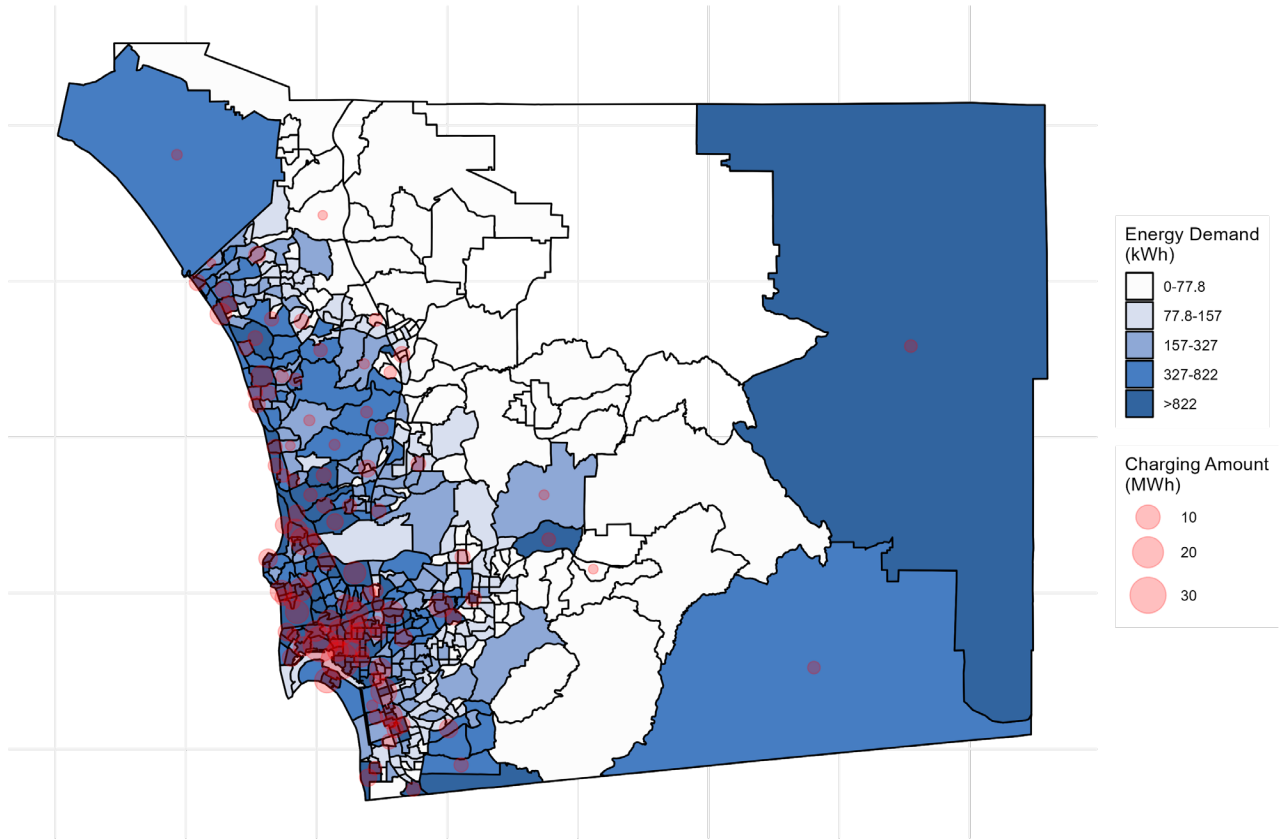 Energy Demand
(kWh)
0-77.8
77.8-157
157-327
327-822
>822
Charging Amount
(MWh)
10
20
30